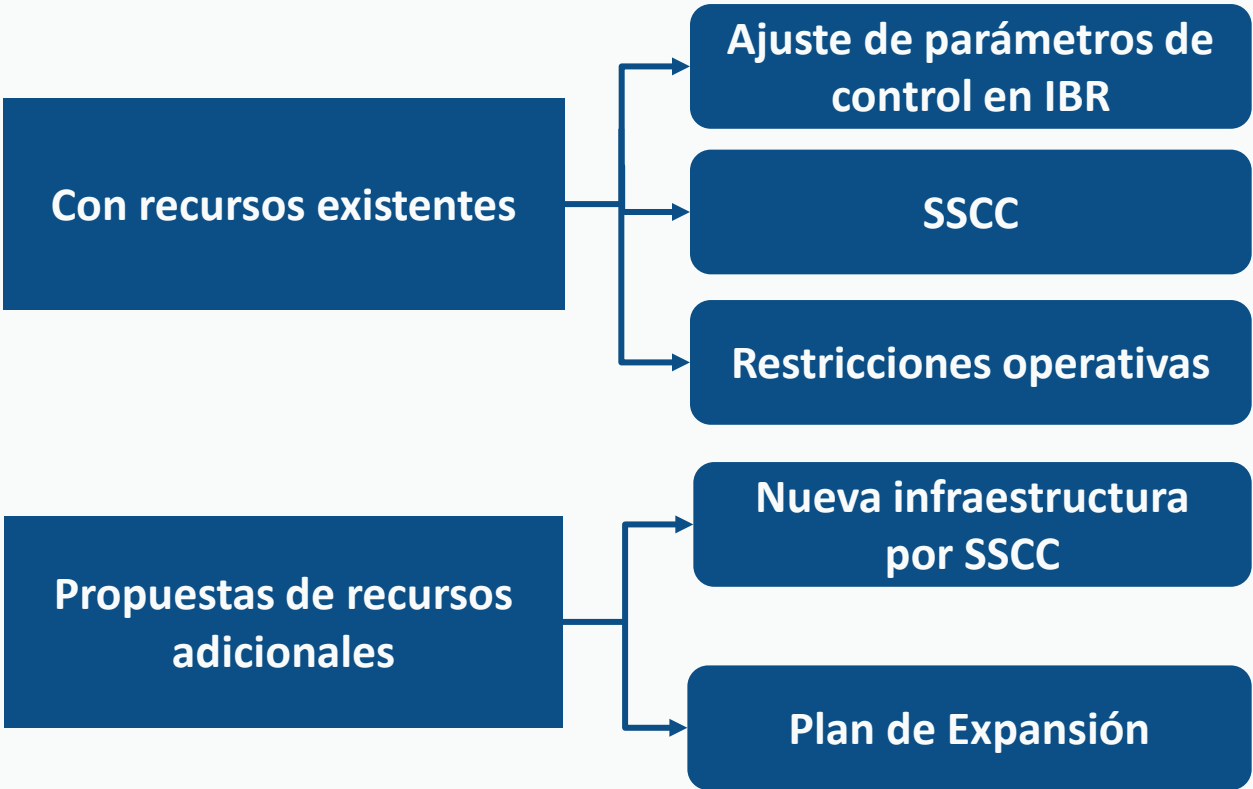 Con recursos existentes
Ajuste de parámetros de
control en IBR
SSCC
Restricciones operativas
Propuestas de recursos
adicionales
Nueva infraestructura
por SSCC
Plan de Expansión